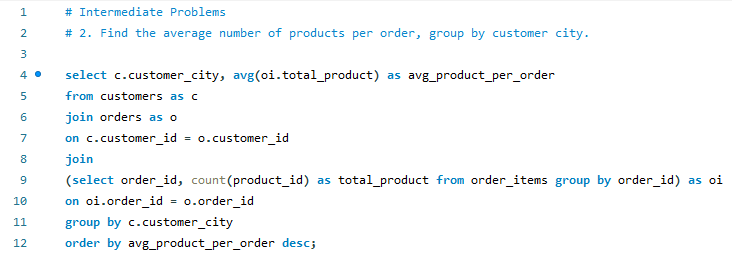 1 # Intermediate Problems
2 # 2. Find the average number of products per order, group by customer city.
3
4 select c.customer_city, avg(oi.total_product) as avg_product_per_order
5 from customers as c
6 join orders as o
7 on c.customer_id = o.customer_id
8 join
9 (select order_id, count(product_id) as total_product from order_items group by order_id) as oi
10 on oi.order_id = o.order_id
11 group by c.customer_city
12 order by avg_product_per_order desc;